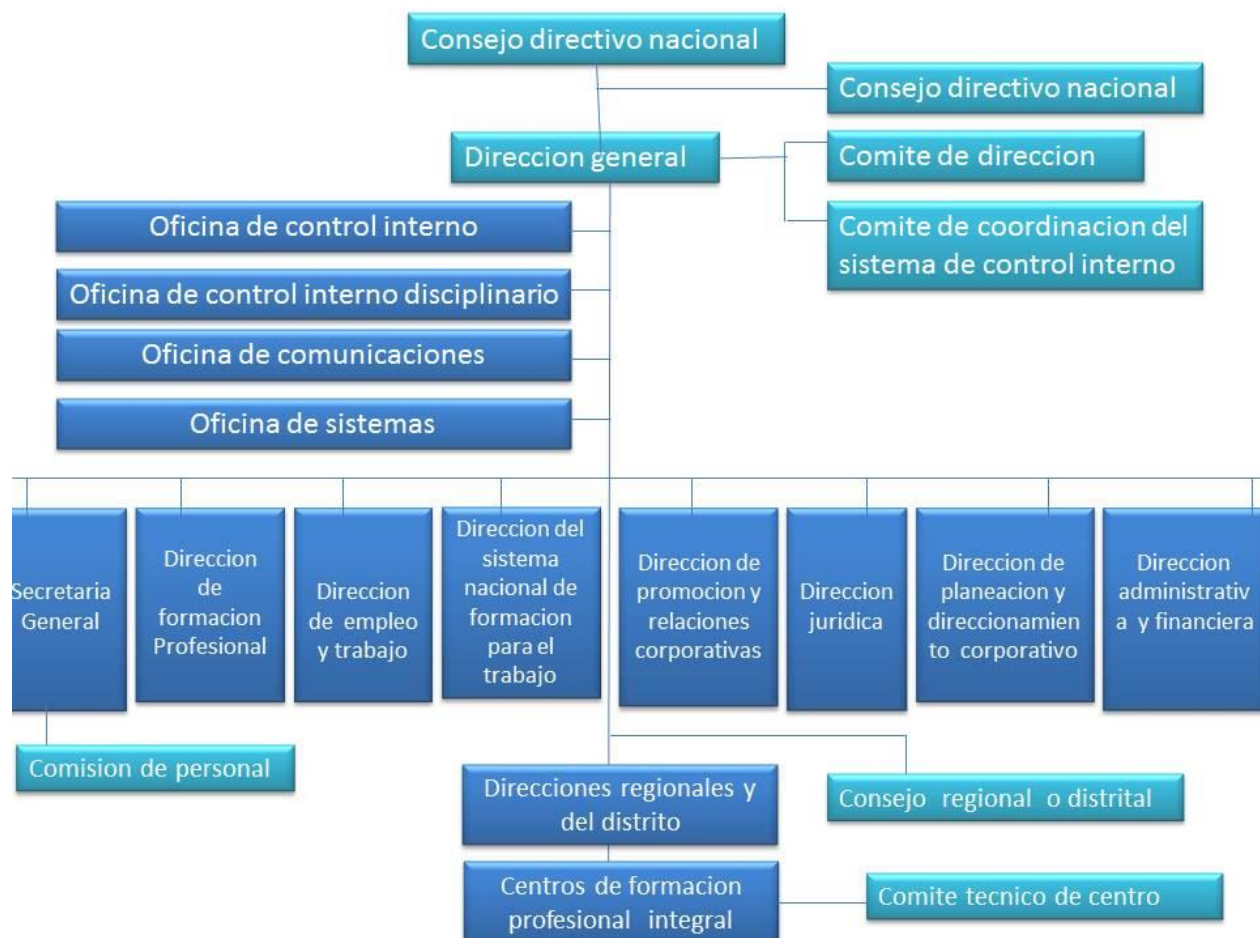 Consejo directivo nacional
Consejo directivo nacional
Direccion general
Comite de direccion
Comite de coordinacion del
sistema de control interno
Oficina de control interno
Oficina de control interno disciplinario
Oficina de comunicaciones
Oficina de sistemas
Secretaria
General
Direccion
de
formacion
Profesional
Direccion
de empleo
y trabajo
Direccion del
sistema
nacional de
formacion
para el
trabajo
Direccion de
promocion y
relaciones
corporativas
Direccion
juridica
Direccion de
planeacion y
direccionamien
to corporativo
Direccion
administrativ
a y financiera
Comision de personal
Direcciones regionales y
del distrito
Consejo regional o distrital
Centros de formacion
profesional integral
Comite tecnico de centro